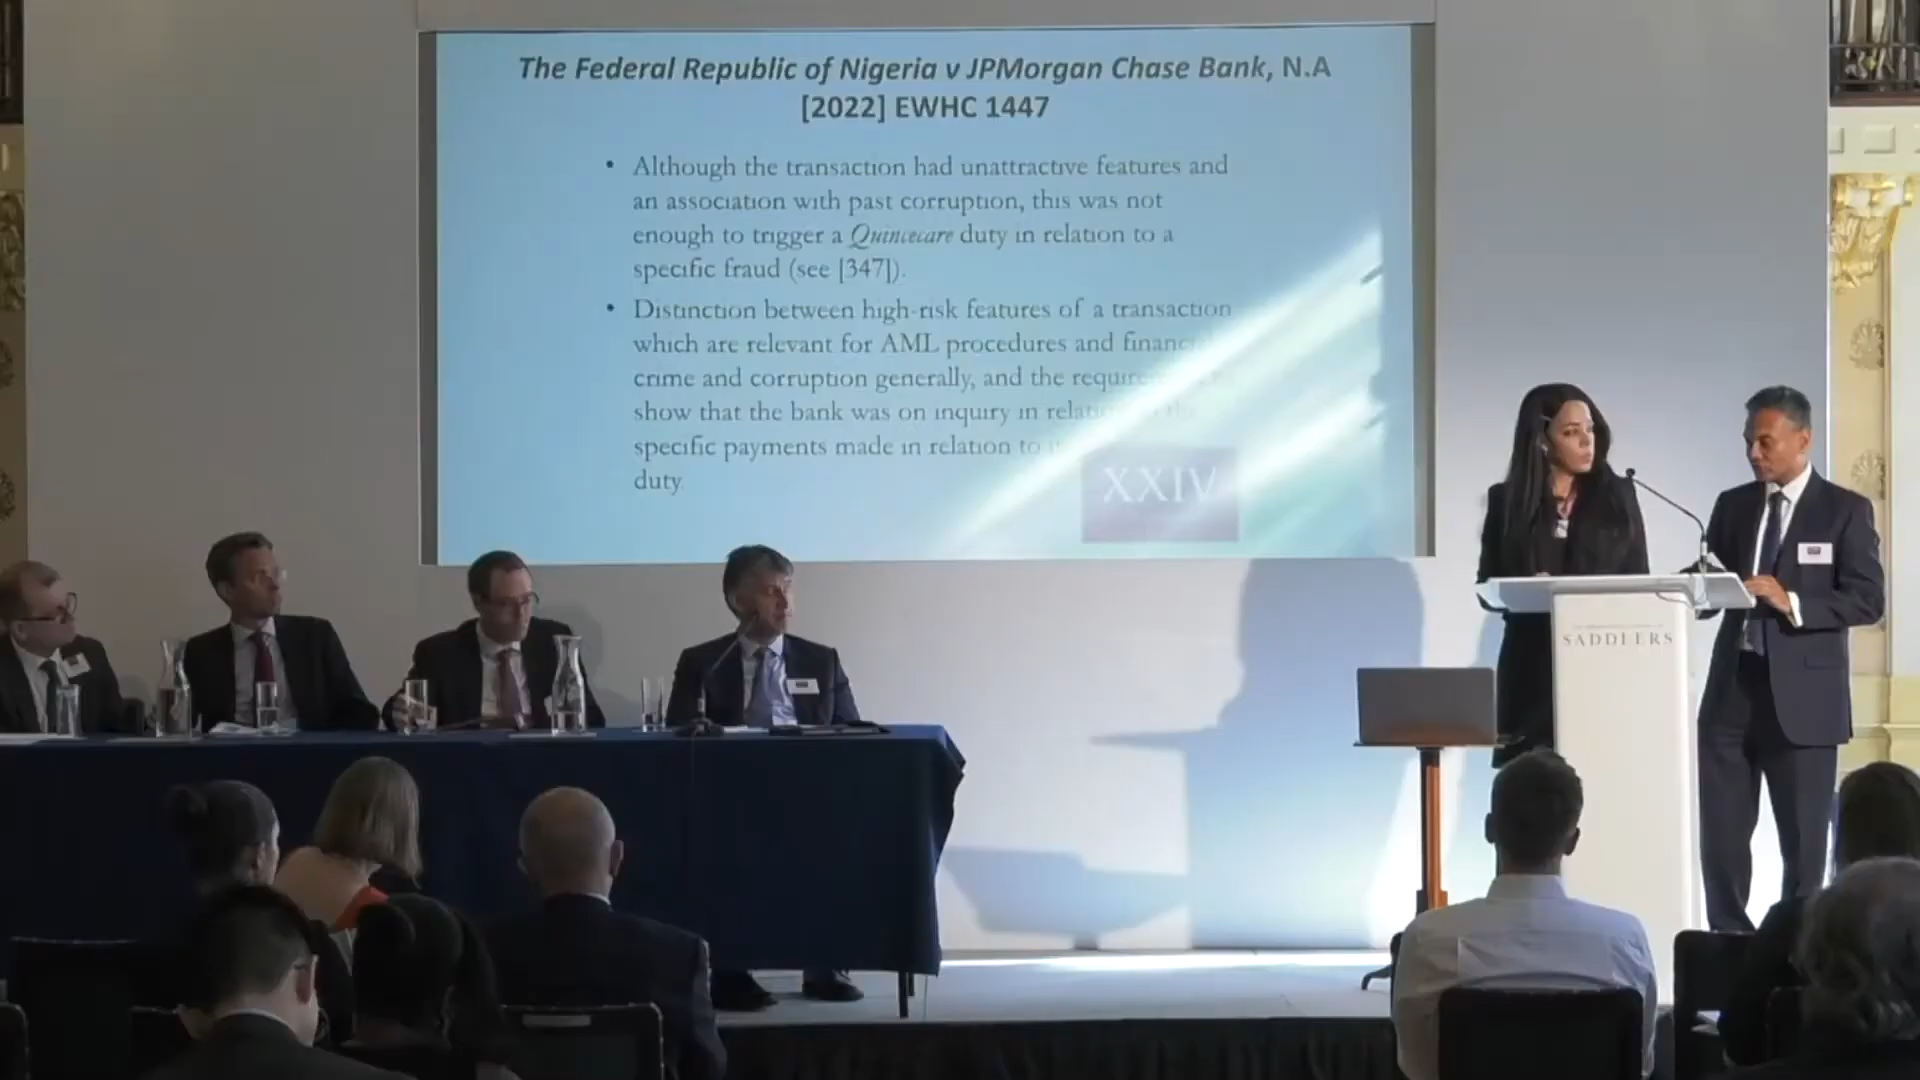 The Federal Republic of Nigeria v JPMorgan Chase Bank, N.A
[2022] EWHC 1447
• Although the transaction had unattractive features and
an association with past corruption, this was not
enough to trigger a Quincecare duty in relation to a
specific fraud (see [347]).
• Distinction between high-risk features of a transaction
which are relevant for AML procedures and
crime and corruption generally, and the
show that the bank was on inquiry in
specific payments made in relation to
duty.
XXIV
SADDLERS